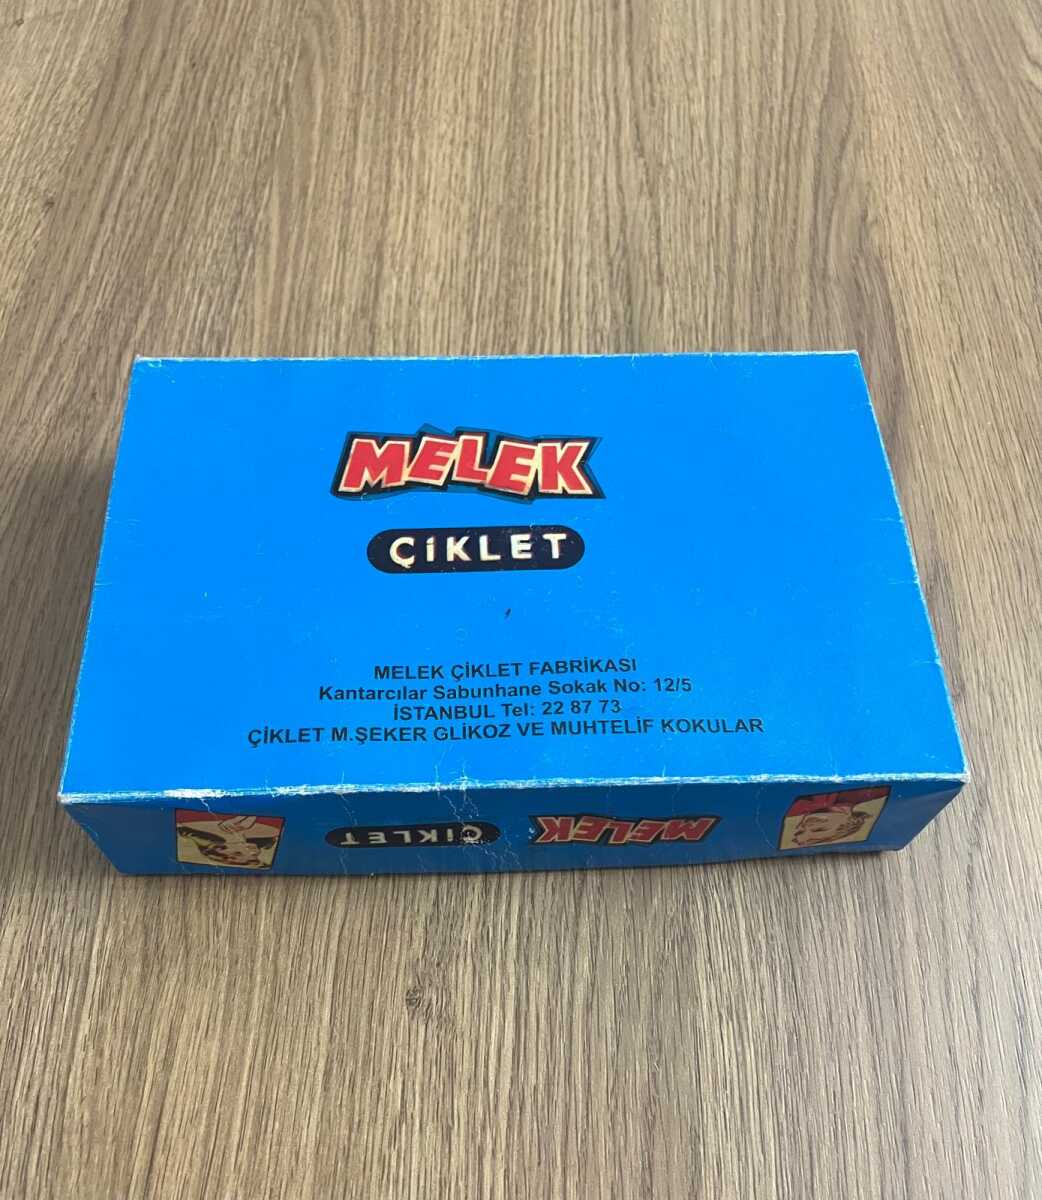 MELEK
ÇİKLET
MELEK ÇİKLET FABRİKASI
Kantarcılar Sabunhane Sokak No: 12/5
İSTANBUL Tel: 22 87 73
ÇİKLET M.ŞEKER GLİKOZ VE MUHTELİF KOKULAR
MELEK ÇİKLET